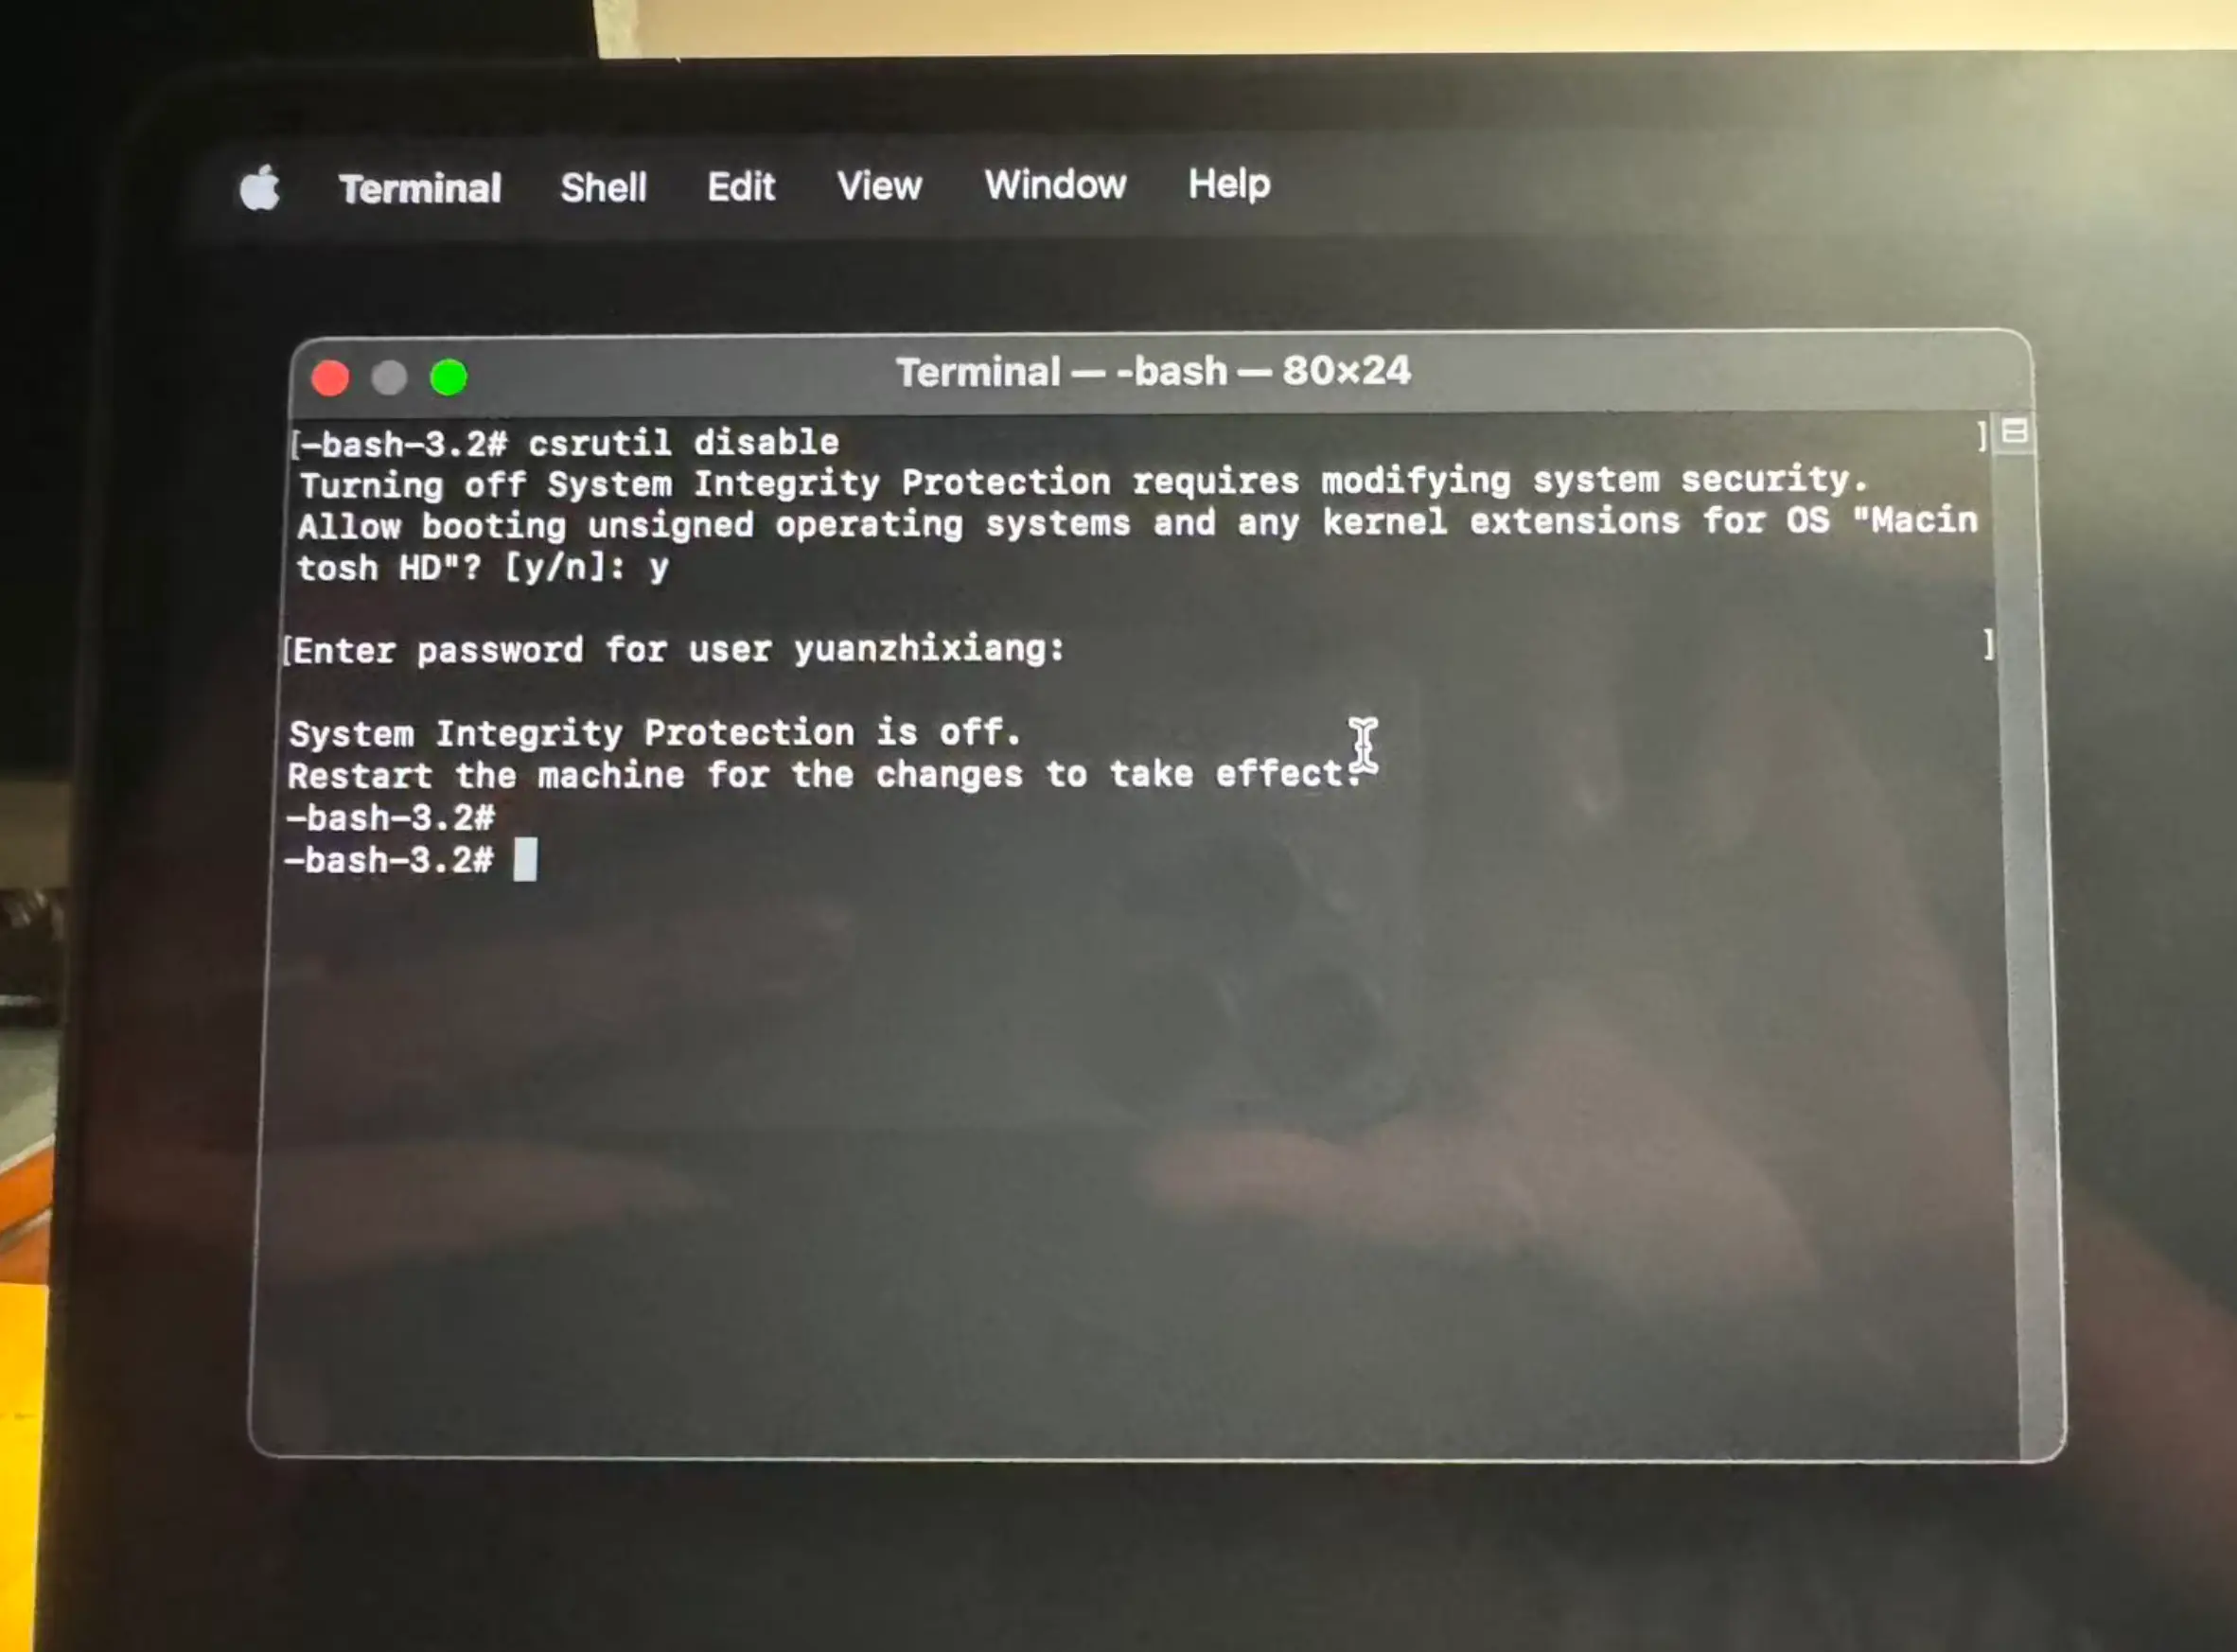 Terminal Shell Edit View Window Help
Terminal — -bash — 80×24
[-bash-3.2# csrutil disable ]
Turning off System Integrity Protection requires modifying system security.
Allow booting unsigned operating systems and any kernel extensions for OS "Macin
tosh HD"? [y/n]: y
[Enter password for user yuanzhixiang: ]
System Integrity Protection is off.
Restart the machine for the changes to take effect.
-bash-3.2#
-bash-3.2#